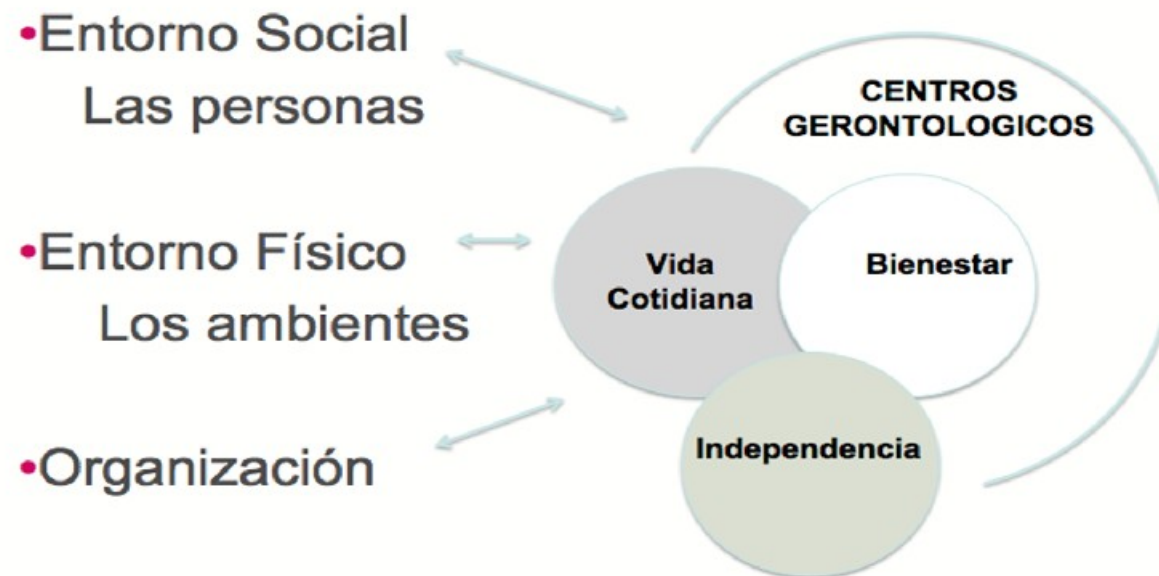 •Entorno Social
Las personas
•Entorno Físico
Los ambientes
•Organización
CENTROS
GERONTOLOGICOS
Vida
Cotidiana
Bienestar
Independencia